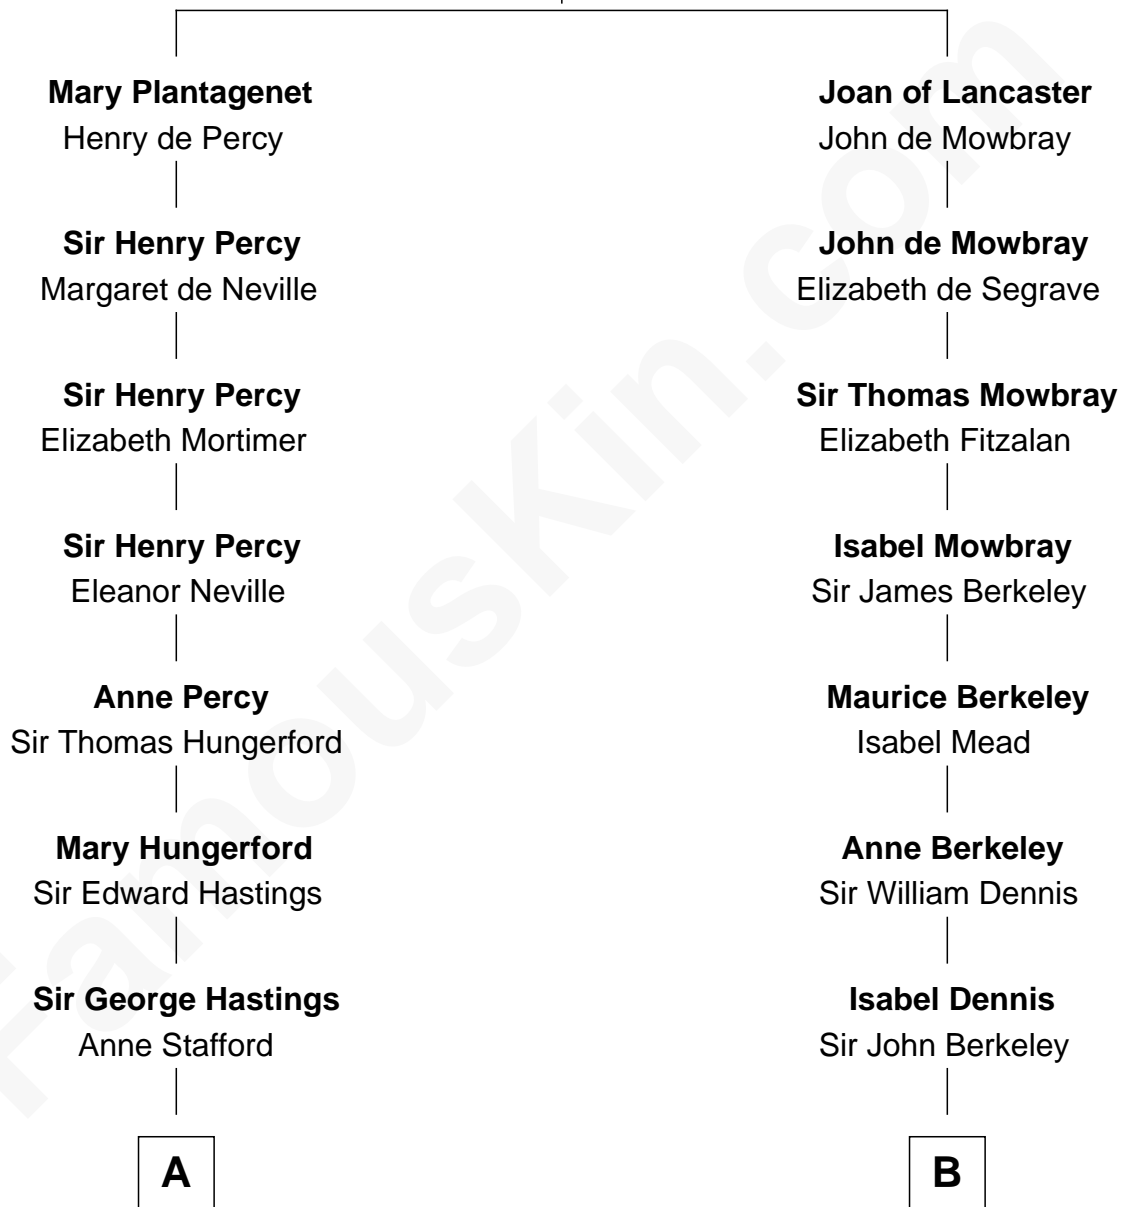 Mary Plantagenet
Henry de Percy
Sir Henry Percy
Margaret de Neville
Sir Henry Percy
Elizabeth Mortimer
Sir Henry Percy
Eleanor Neville
Anne Percy
Sir Thomas Hungerford
Mary Hungerford
Sir Edward Hastings
Sir George Hastings
Anne Stafford
A
Joan of Lancaster
John de Mowbray
John de Mowbray
Elizabeth de Segrave
Sir Thomas Mowbray
Elizabeth Fitzalan
Isabel Mowbray
Sir James Berkeley
Maurice Berkeley
Isabel Mead
Anne Berkeley
Sir William Dennis
Isabel Dennis
Sir John Berkeley
B
FamousKin.com